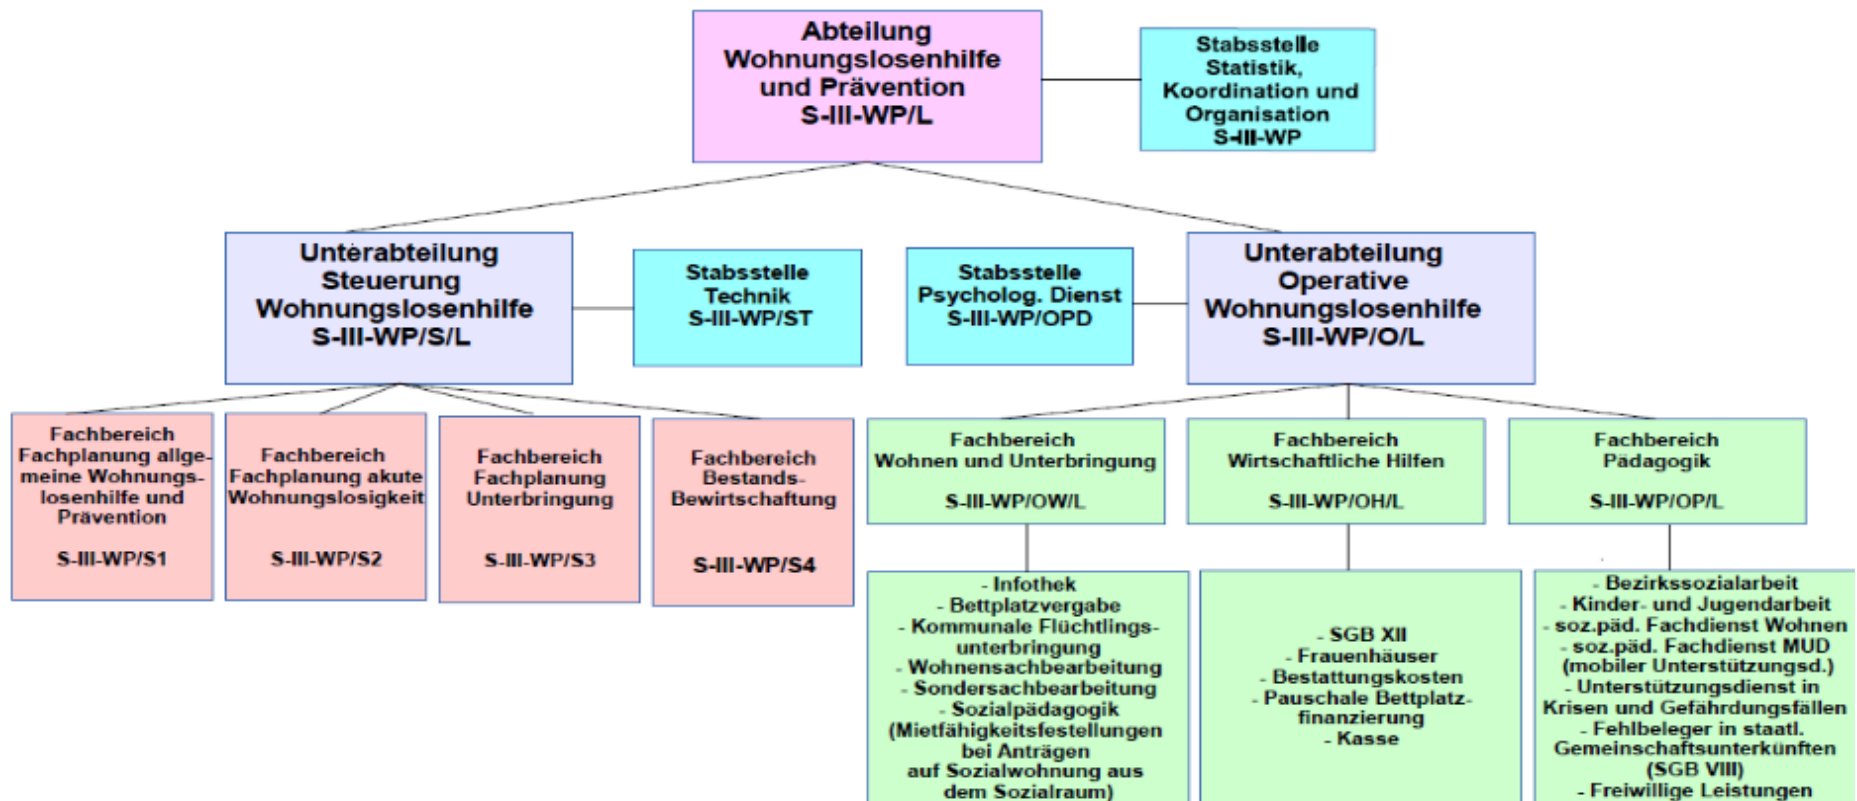 Abteilung
Wohnungslosenhilfe
und Prävention
S-III-WP/L
Stabsstelle
Statistik,
Koordination und
Organisation
S-III-WP
Unterabteilung
Steuerung
Wohnungslosenhilfe
S-III-WP/S/L
Stabsstelle
Technik
S-III-WP/ST
Stabsstelle
Psycholog. Dienst
S-III-WP/OPD
Unterabteilung
Operative
Wohnungslosenhilfe
S-III-WP/O/L
Fachbereich
Fachplanung allge-
meine Wohnungs-
losenhilfe und
Prävention
S-III-WP/S1
Fachbereich
Fachplanung akute
Wohnungslosigkeit
S-III-WP/S2
Fachbereich
Fachplanung
Unterbringung
S-III-WP/S3
Fachbereich
Bestands-
Bewirtschaftung
S-III-WP/S4
Fachbereich
Wohnen und Unterbringung
S-III-WP/OW/L
Fachbereich
Wirtschaftliche Hilfen
S-III-WP/OH/L
Fachbereich
Pädagogik
S-III-WP/OP/L
- Infothek
- Bettplatzvergabe
- Kommunale Flüchtlings-
unterbringung
- Wohnensachbearbeitung
- Sondersachbearbeitung
- Sozialpädagogik
(Mietfähigkeitsfestellungen
bei Anträgen
auf Sozialwohnung aus
dem Sozialraum)
- SGB XII
- Frauenhäuser
- Bestattungskosten
- Pauschale Bettplatz-
finanzierung
- Kasse
- Bezirkssozialarbeit
- Kinder- und Jugendarbeit
- soz.päd. Fachdienst Wohnen
- soz.päd. Fachdienst MUD
(mobiler Unterstützungsd.)
- Unterstützungsdienst in
Krisen und Gefährdungsfällen
- Fehlbeleger in staatl.
Gemeinschaftsunterkünften
(SGB VIII)
- Freiwillige Leistungen